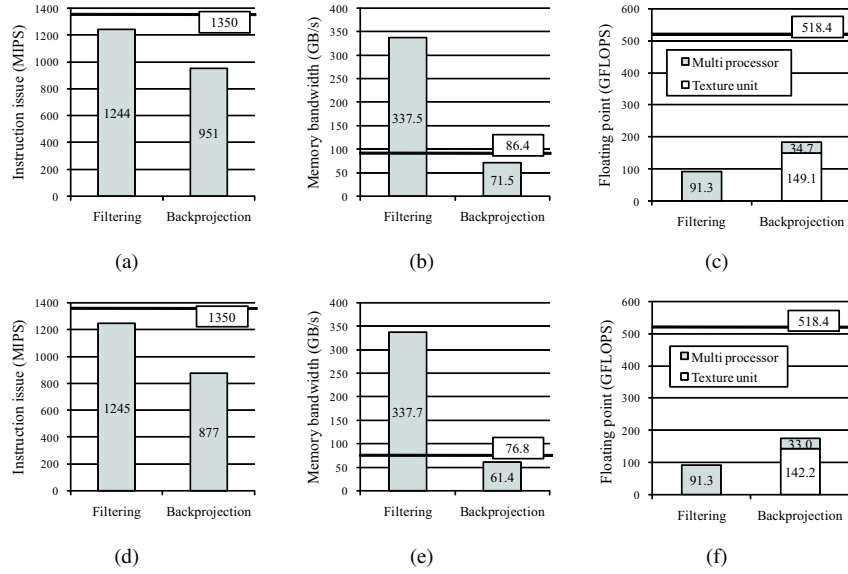 Instruction issue (MIPS)
1400
1200
1000
800
600
400
200
0
1350
1244
951
Filtering
Backprojection
(a)
Memory bandwidth (GB/s)
400
350
300
250
200
150
100
50
0
337.5
86.4
71.5
Filtering
Backprojection
(b)
Floating point (GFLOPS)
600
500
400
300
200
100
0
518.4
Multi processor
Texture unit
91.3
34.7
149.1
Filtering
Backprojection
(c)
Instruction issue (MIPS)
1400
1200
1000
800
600
400
200
0
1350
1245
877
Filtering
Backprojection
(d)
Memory bandwidth (GB/s)
400
350
300
250
200
150
100
50
0
337.7
76.8
61.4
Filtering
Backprojection
(e)
Floating point (GFLOPS)
600
500
400
300
200
100
0
518.4
Multi processor
Texture unit
91.3
33.0
142.2
Filtering
Backprojection
(f)